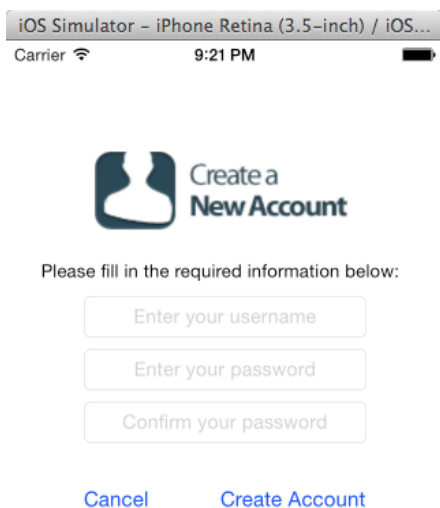 iOS Simulator – iPhone Retina (3.5–inch) / iOS...
Carrier 9:21 PM
Create a
New Account
Please fill in the required information below:
Enter your username
Enter your password
Confirm your password
Cancel Create Account